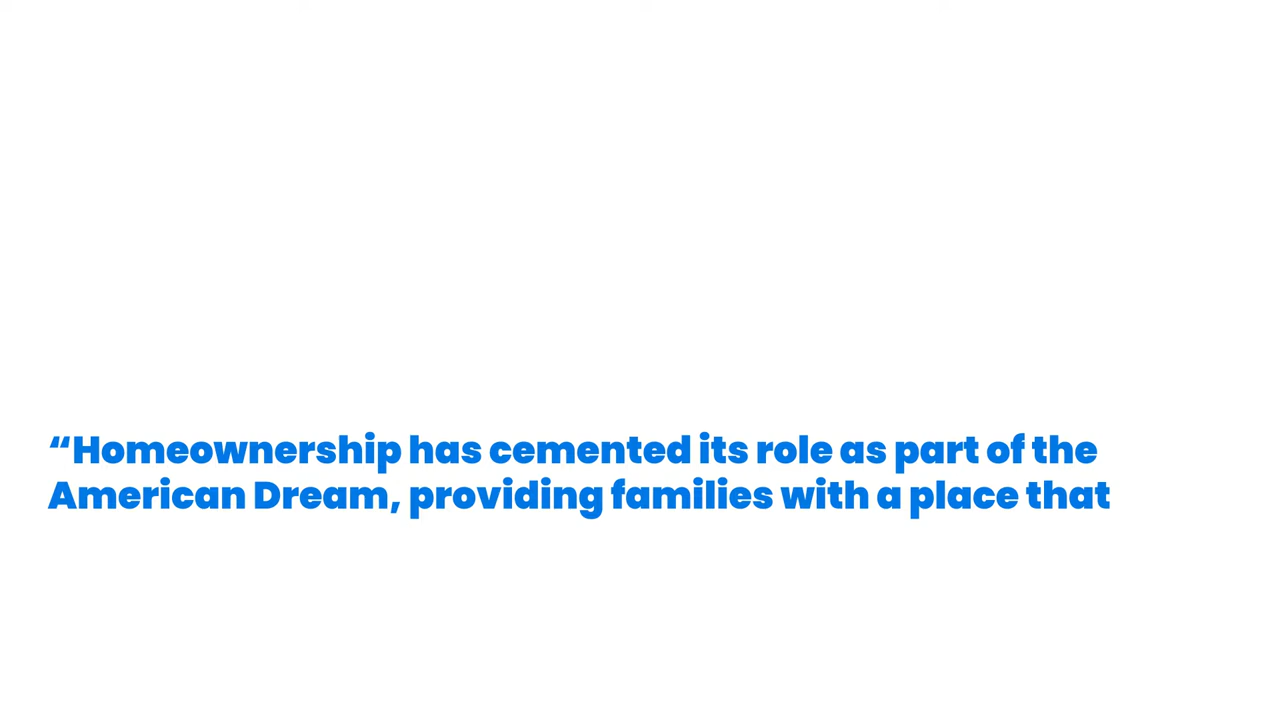 “Homeownership has cemented its role as part of the
American Dream, providing families with a place that